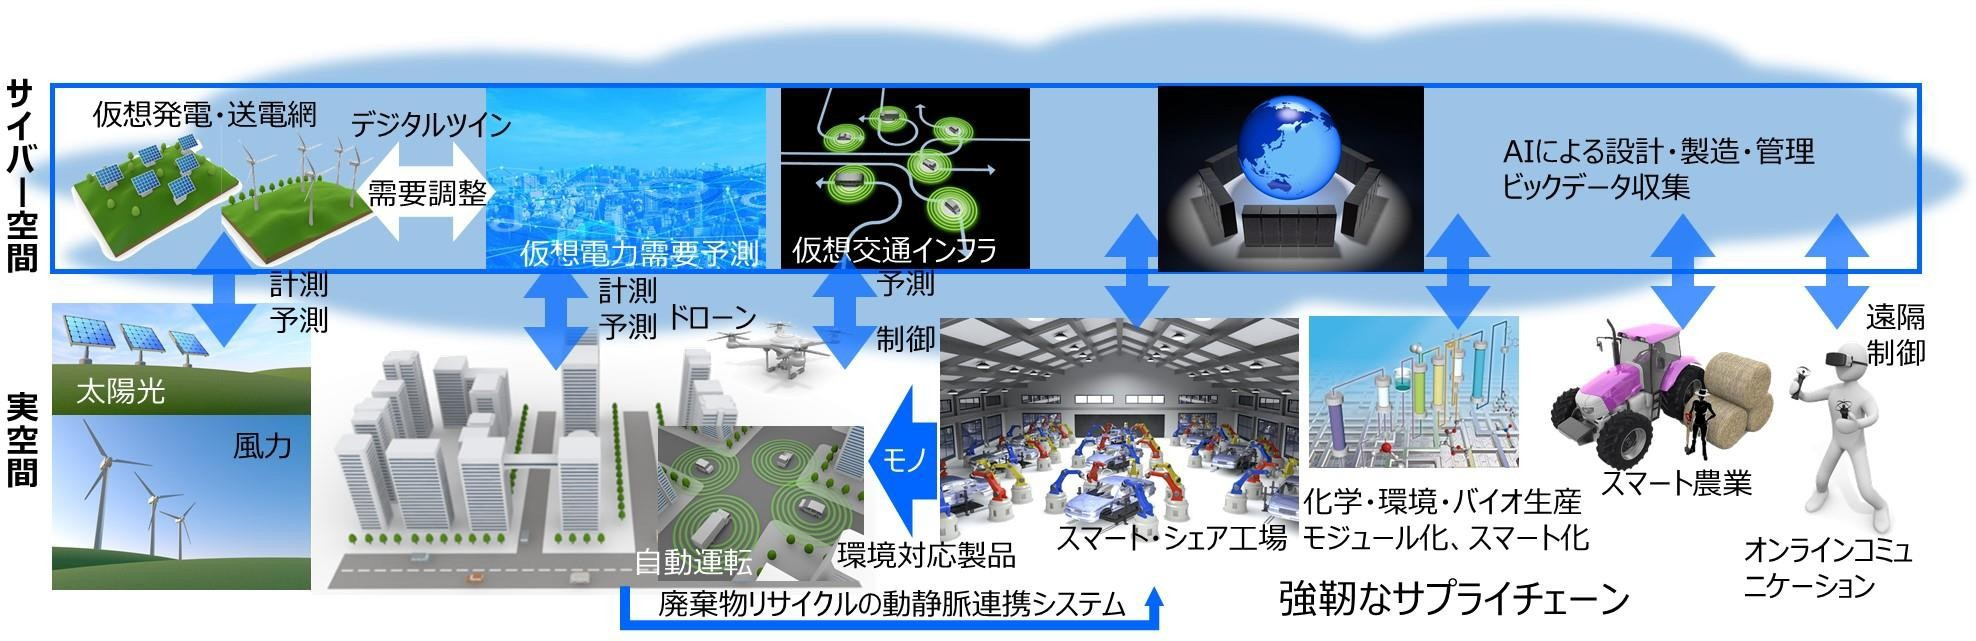 サイバー空間
仮想発電・送電網
デジタルツイン
需要調整
仮想電力需要予測
仮想交通インフラ
AIによる設計・製造・管理
ビックデータ収集
計測
予測
計測
予測
予測
制御
遠隔
制御
実空間
太陽光
風力
ドローン
自動運転
モノ
環境対応製品
スマート・シェア工場
化学・環境・バイオ生産
モジュール化、スマート化
スマート農業
オンラインコミュ
ニケーション
廃棄物リサイクルの動静脈連携システム
強靭なサプライチェーン